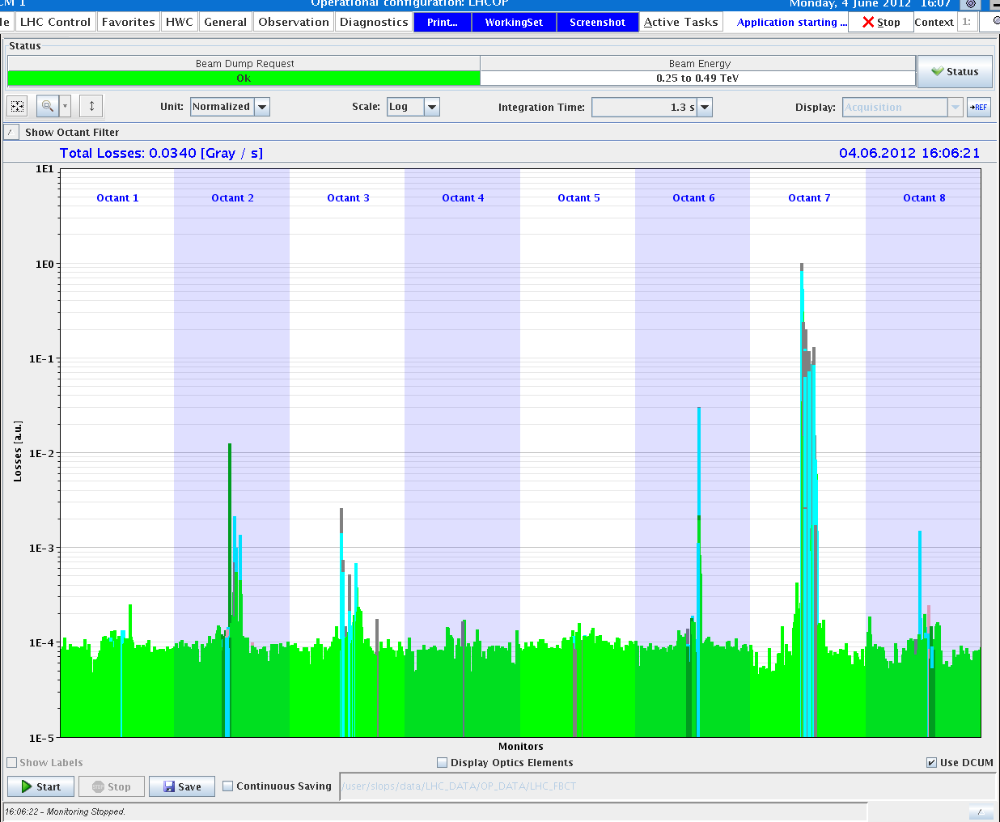 CM 1 Operational configuration: LHCOP Monday, 4 June 2012 16:07
le LHC Control Favorites HWC General Observation Diagnostics Print... WorkingSet Screenshot Active Tasks Application starting ... Stop Context 1:
Status
Beam Dump Request Beam Energy
Ok 0.25 to 0.49 TeV
Status
Unit: Normalized Scale: Log Integration Time: 1.3 s Display: Acquisition →REF
Show Octant Filter
Total Losses: 0.0340 [Gray / s] 04.06.2012 16:06:21
1E1
Octant 1 Octant 2 Octant 3 Octant 4 Octant 5 Octant 6 Octant 7 Octant 8
1E0
1E-1
1E-2
1E-3
1E-4
1E-5
Losses [a.u.]
Monitors
Show Labels Display Optics Elements Use DCUM
Start STOP Stop Save Continuous Saving /user/slops/data/LHC_DATA/OP_DATA/LHC_FBCT
16:06:22 - Monitoring Stopped.